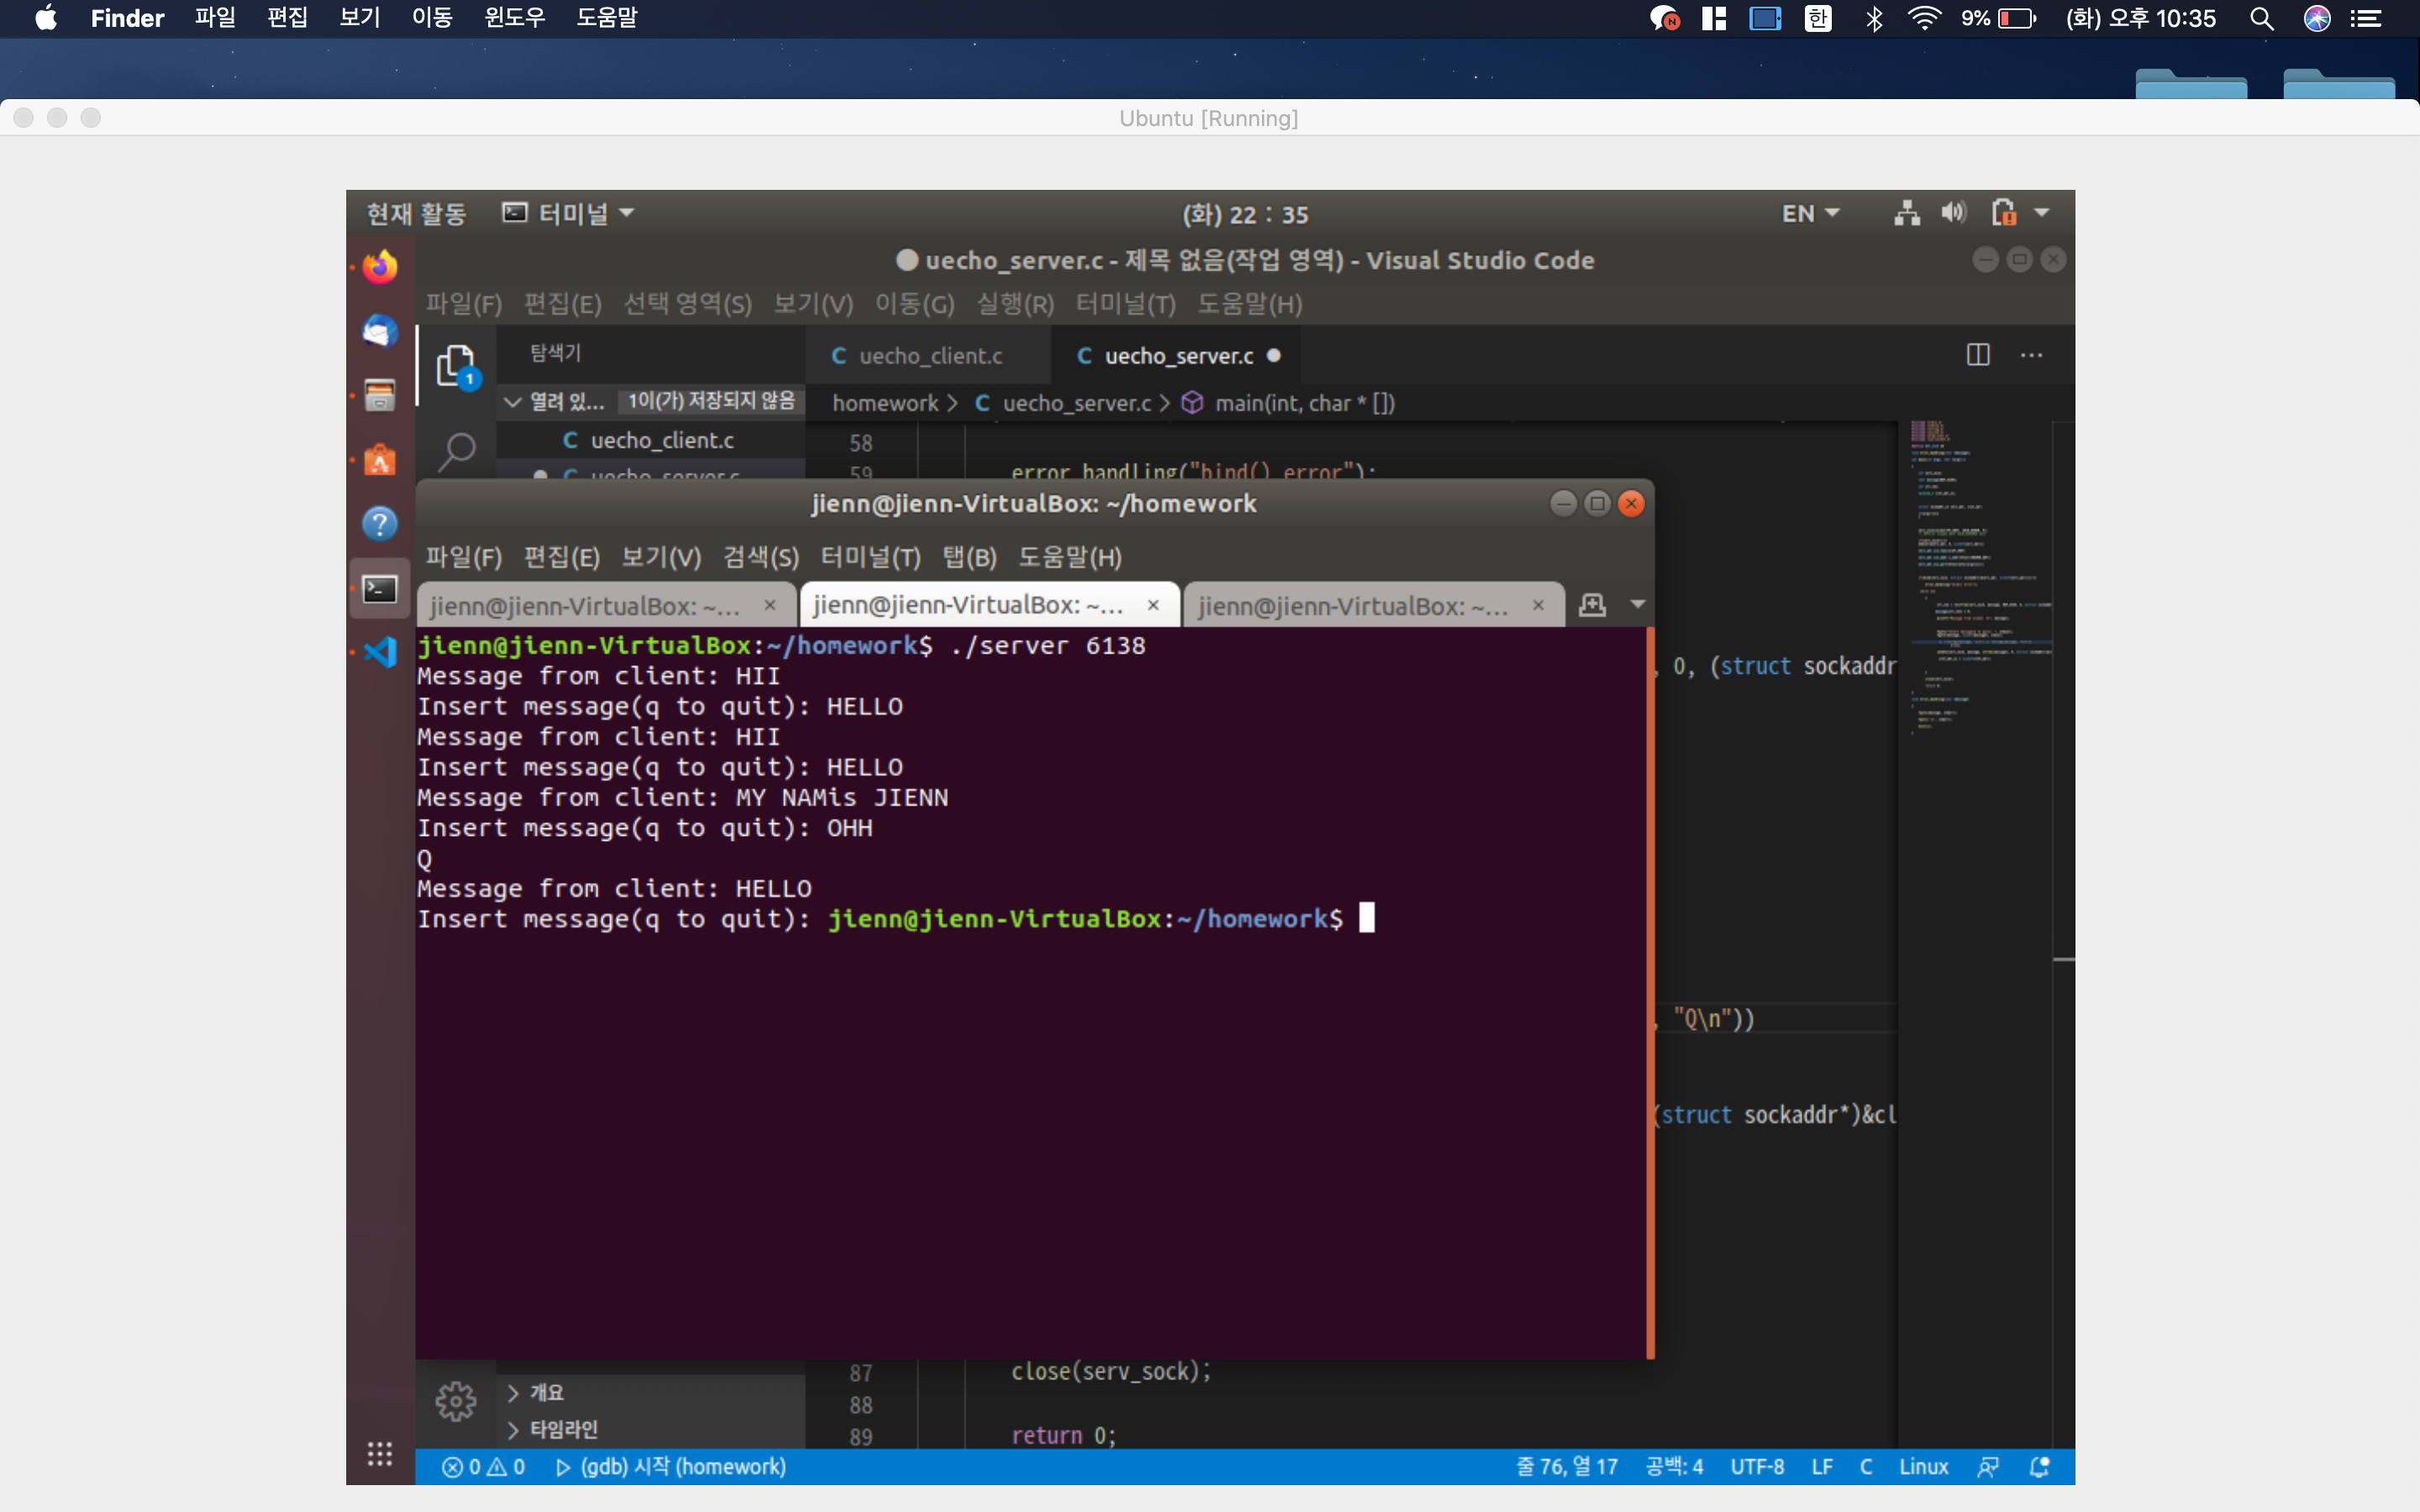 Finder 파일 편집 보기 이동 윈도우 도움말 한 9% (화) 오후 10:35
Ubuntu [Running]
현재 활동 터미널 (화) 22 : 35 EN
uecho_server.c - 제목 없음(작업 영역) - Visual Studio Code
파일(F) 편집(E) 선택 영역(S) 보기(V) 이동(G) 실행(R) 터미널(T) 도움말(H)
탐색기 C uecho_client.c C uecho_server.c
1
열려 있... 1이(가) 저장되지 않음 homework > C uecho_server.c > main(int, char * [])
C uecho_client.c 58
C uecho_server.c 59 error_handling("bind() error");
jienn@jienn-VirtualBox: ~/homework
파일(F) 편집(E) 보기(V) 검색(S) 터미널(T) 탭(B) 도움말(H)
jienn@jienn-VirtualBox: ~... jienn@jienn-VirtualBox: ~... jienn@jienn-VirtualBox: ~...
jienn@jienn-VirtualBox:~/homework$ ./server 6138
Message from client: HII
, 0, (struct sockaddr
Insert message(q to quit): HELLO
Message from client: HII
Insert message(q to quit): HELLO
Message from client: MY NAMis JIENN
Insert message(q to quit): OHH
Q
Message from client: HELLO
Insert message(q to quit): jienn@jienn-VirtualBox:~/homework$
, "Q\n"))
(struct sockaddr*)&cl
87 close(serv_sock);
개요
88
타임라인
89 return 0;
0 0 (gdb) 시작 (homework) 줄 76, 열 17 공백: 4 UTF-8 LF C Linux